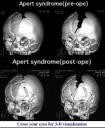 Apert syndrome(pre-ope)
Apert syndrome(post-ope)
Cross your eyes for 3-D visualization